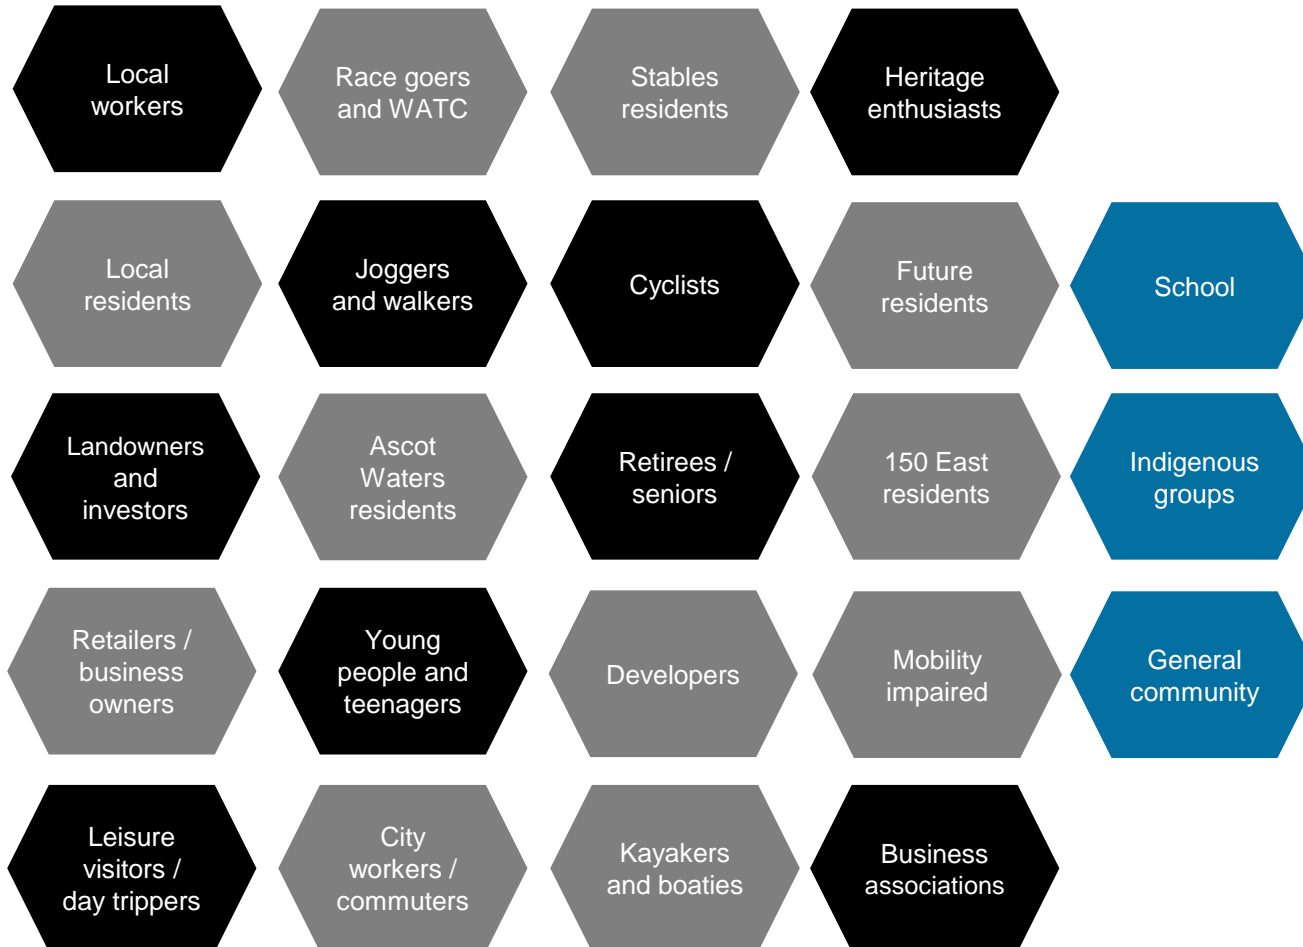 Local
workers
Race goers
and WATC
Stables
residents
Heritage
enthusiasts
Local
residents
Joggers
and walkers
Cyclists
Future
residents
School
Landowners
and
investors
Ascot
Waters
residents
Retirees /
seniors
150 East
residents
Indigenous
groups
Retailers /
business
owners
Young
people and
teenagers
Developers
Mobility
impaired
General
community
Leisure
visitors /
day trippers
City
workers /
commuters
Kayakers
and boaties
Business
associations